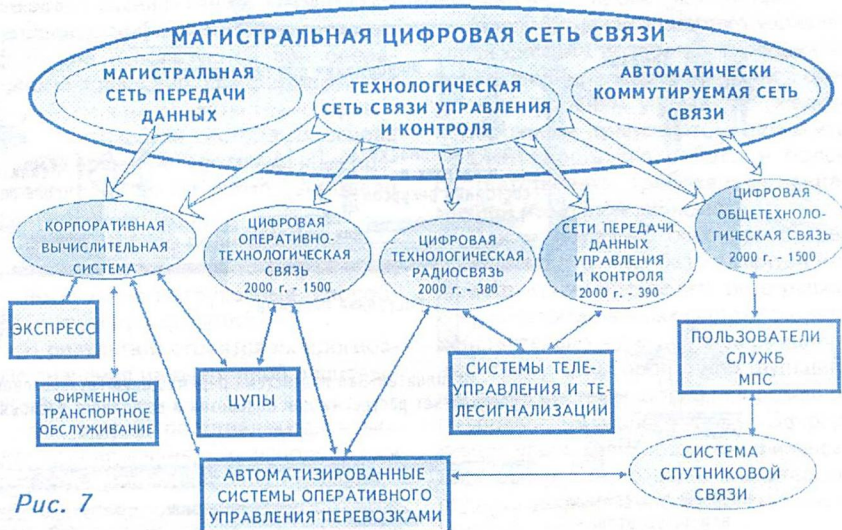 МАГИСТРАЛЬНАЯ ЦИФРОВАЯ СЕТЬ СВЯЗИ
МАГИСТРАЛЬНАЯ
СЕТЬ ПЕРЕДАЧИ
ДАННЫХ
ТЕХНОЛОГИЧЕСКАЯ
СЕТЬ СВЯЗИ УПРАВЛЕНИЯ
И КОНТРОЛЯ
АВТОМАТИЧЕСКИ
КОММУТИРУЕМАЯ СЕТЬ
СВЯЗИ
КОРПОРАТИВНАЯ
ВЫЧИСЛИТЕЛЬНАЯ
СИСТЕМА
ЦИФРОВАЯ
ОПЕРАТИВНО-
ТЕХНОЛОГИЧЕСКАЯ
СВЯЗЬ
2000 г. - 1500
ЦИФРОВАЯ
ТЕХНОЛОГИЧЕСКАЯ
РАДИОСВЯЗЬ
2000 г. - 380
СЕТИ ПЕРЕДАЧИ
ДАННЫХ
УПРАВЛЕНИЯ
И КОНТРОЛЯ
2000 г. - 390
ЦИФРОВАЯ
ОБЩЕТЕХНОЛО-
ГИЧЕСКАЯ СВЯЗЬ
2000 г. - 1500
ЭКСПРЕСС
ФИРМЕННОЕ
ТРАНСПОРТНОЕ
ОБСЛУЖИВАНИЕ
ЦУПЫ
СИСТЕМЫ ТЕЛЕ-
УПРАВЛЕНИЯ И ТЕ-
ЛЕСИГНАЛИЗАЦИИ
ПОЛЬЗОВАТЕЛИ
СЛУЖБ
МПС
АВТОМАТИЗИРОВАННЫЕ
СИСТЕМЫ ОПЕРАТИВНОГО
УПРАВЛЕНИЯ ПЕРЕВОЗКАМИ
СИСТЕМА
СПУТНИКОВОЙ
СВЯЗИ
Рис. 7